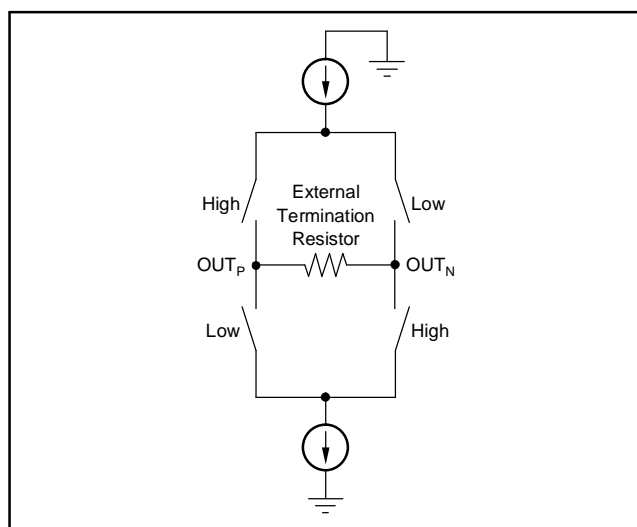 External
Termination
Resistor
High
Low
OUTP
OUTN
Low
High